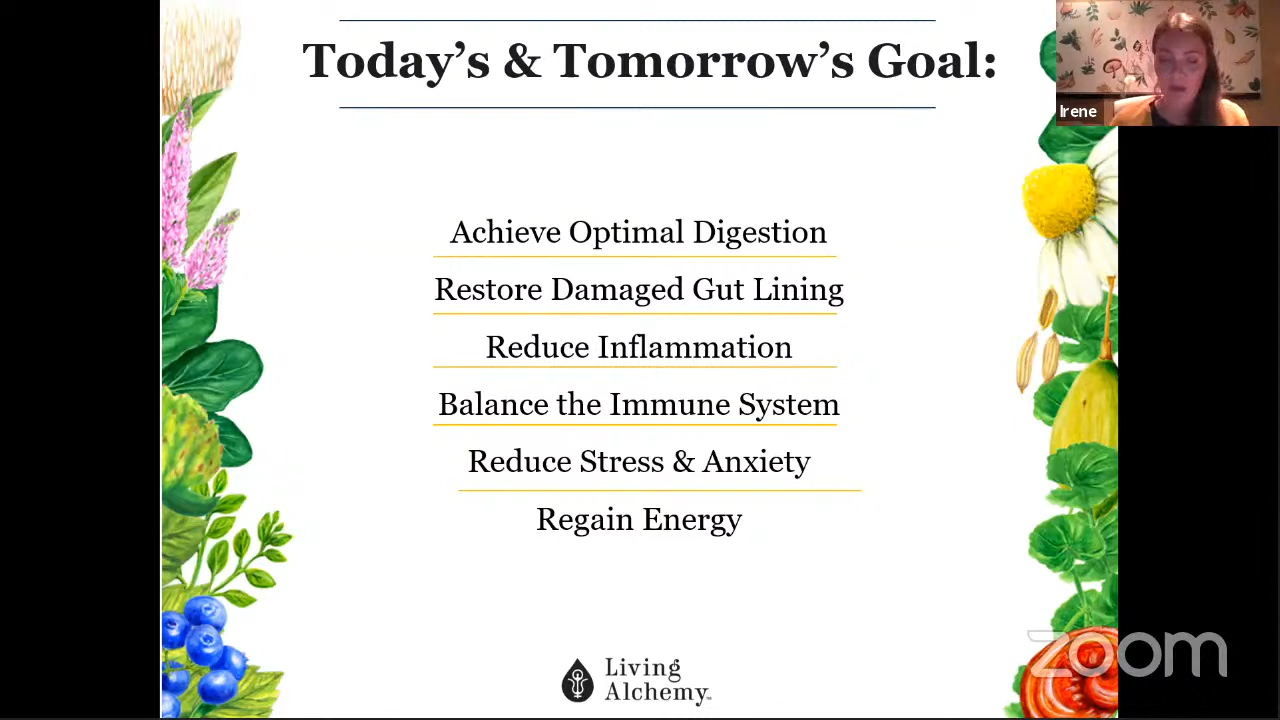 Today’s & Tomorrow’s Goal:
Irene
Achieve Optimal Digestion
Restore Damaged Gut Lining
Reduce Inflammation
Balance the Immune System
Reduce Stress & Anxiety
Regain Energy
Living
Alchemy™
zoom